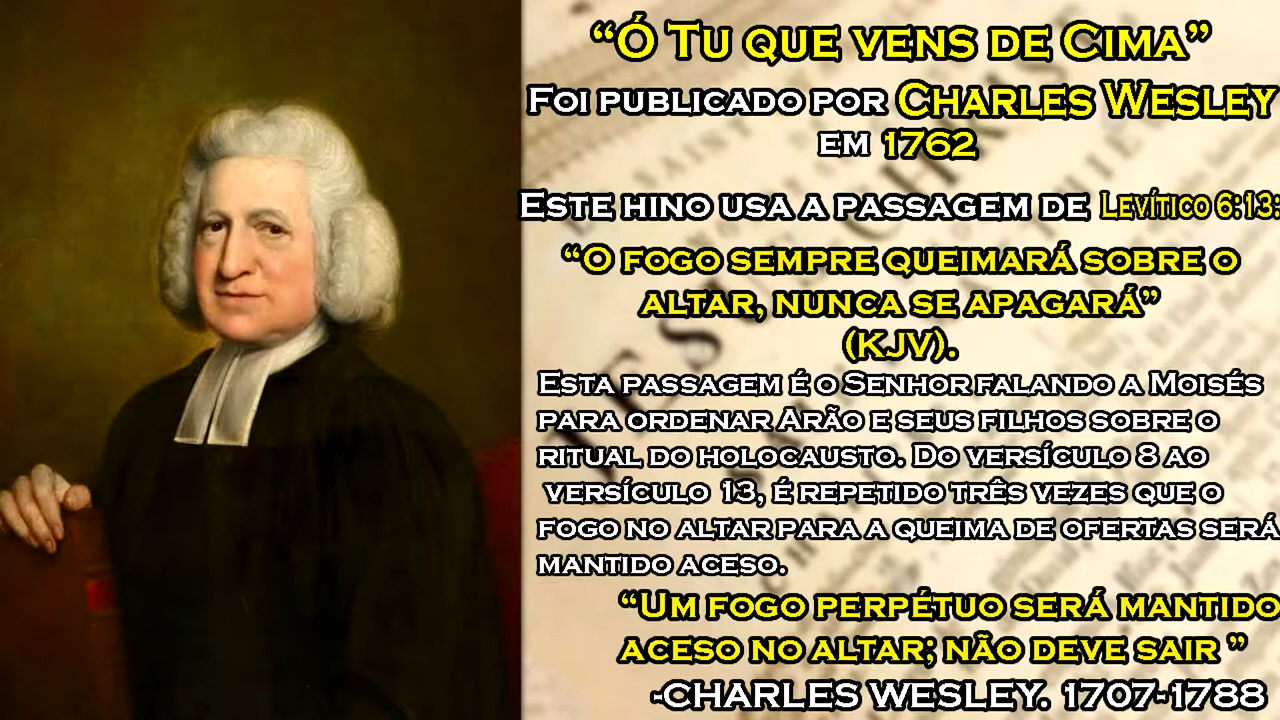 “Ó Tu que vens de Cima”
Foi publicado por Charles Wesley
em 1762
Este hino usa a passagem de Levítico 6:13:
“O fogo sempre queimará sobre o
altar, nunca se apagará”
(KJV).
Esta passagem é o Senhor falando a Moisés
para ordenar Arão e seus filhos sobre o
ritual do holocausto. Do versículo 8 ao
versículo 13, é repetido três vezes que o
fogo no altar para a queima de ofertas será
mantido aceso.
“Um fogo perpétuo será mantido
aceso no altar; não deve sair ”
-CHARLES WESLEY. 1707-1788